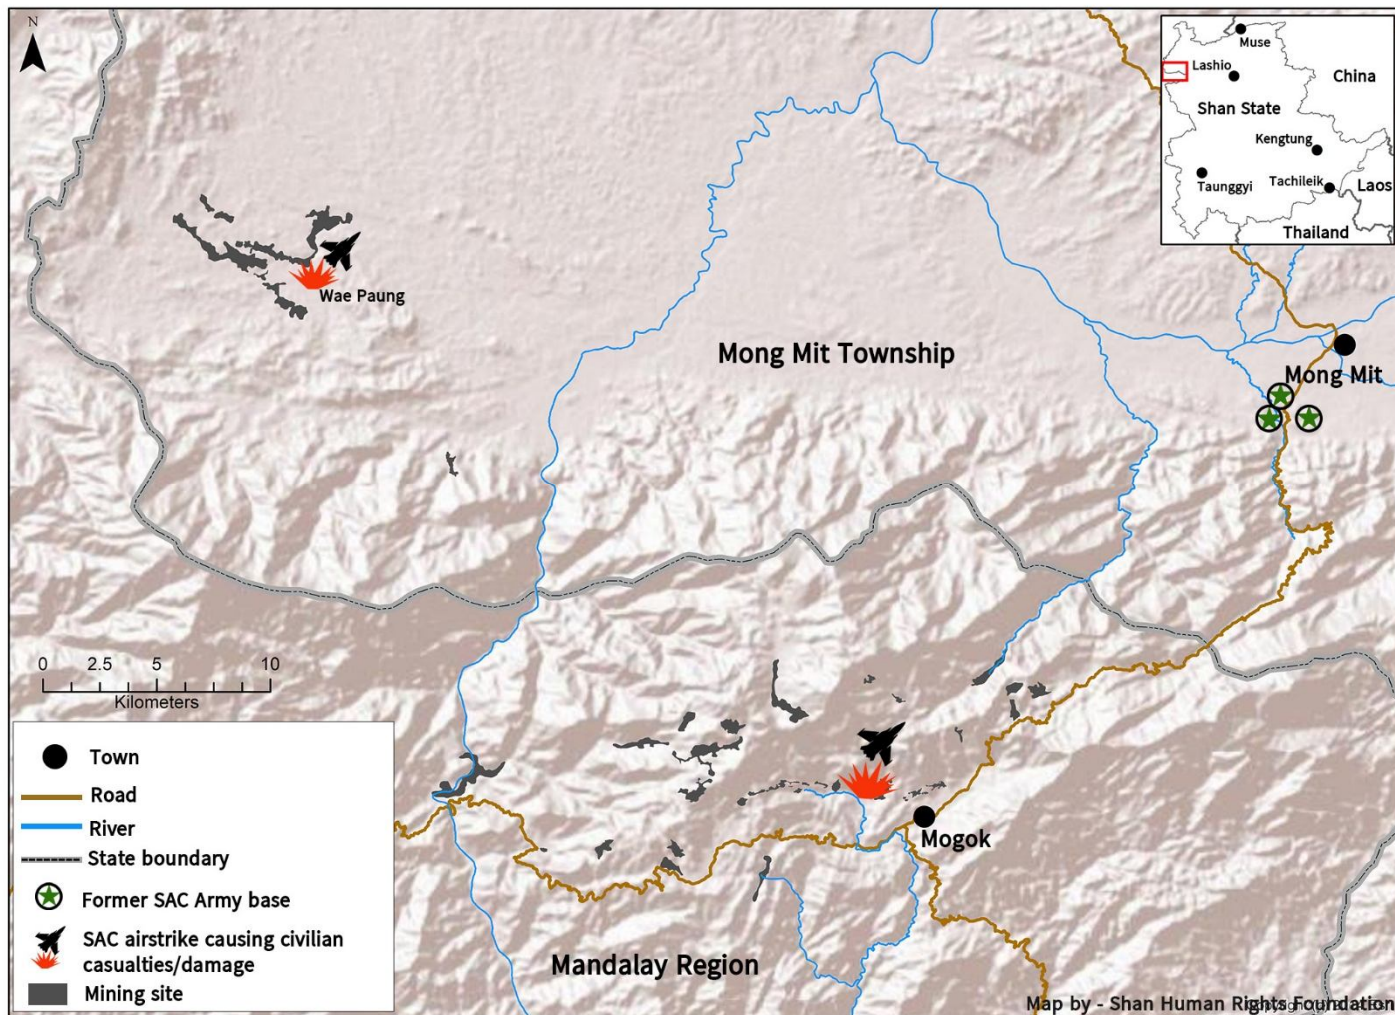 N
Muse
Lashio
China
Shan State
Kengtung
Taunggyi
Tachileik
Laos
Thailand
Wae Paung
Mong Mit Township
Mong Mit
0 2.5 5 10
Kilometers
Town
Road
River
State boundary
Former SAC Army base
SAC airstrike causing civilian
casualties/damage
Mining site
Mogok
Mandalay Region
Map by - Shan Human Rights Foundation